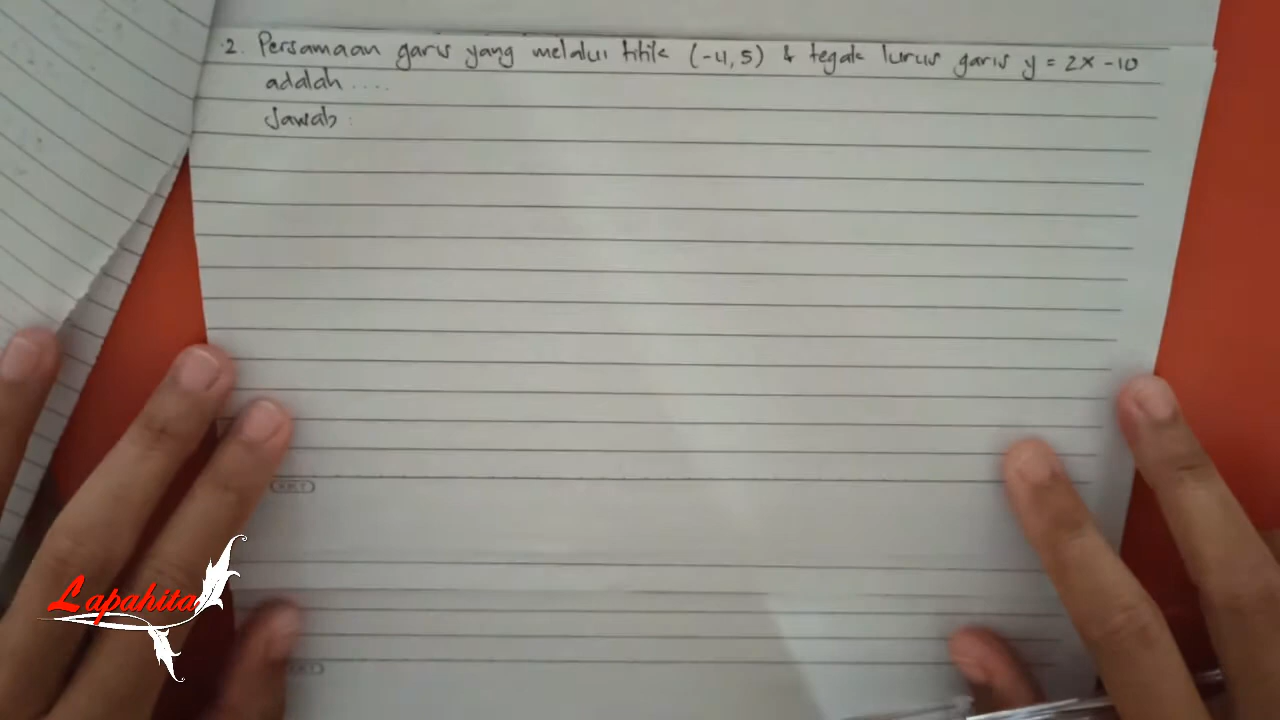 2. Persamaan garis yang melalui titik (-4,5) & tegak lurus garis y = 2x - 10
adalah ....
Jawab :
Lapahita